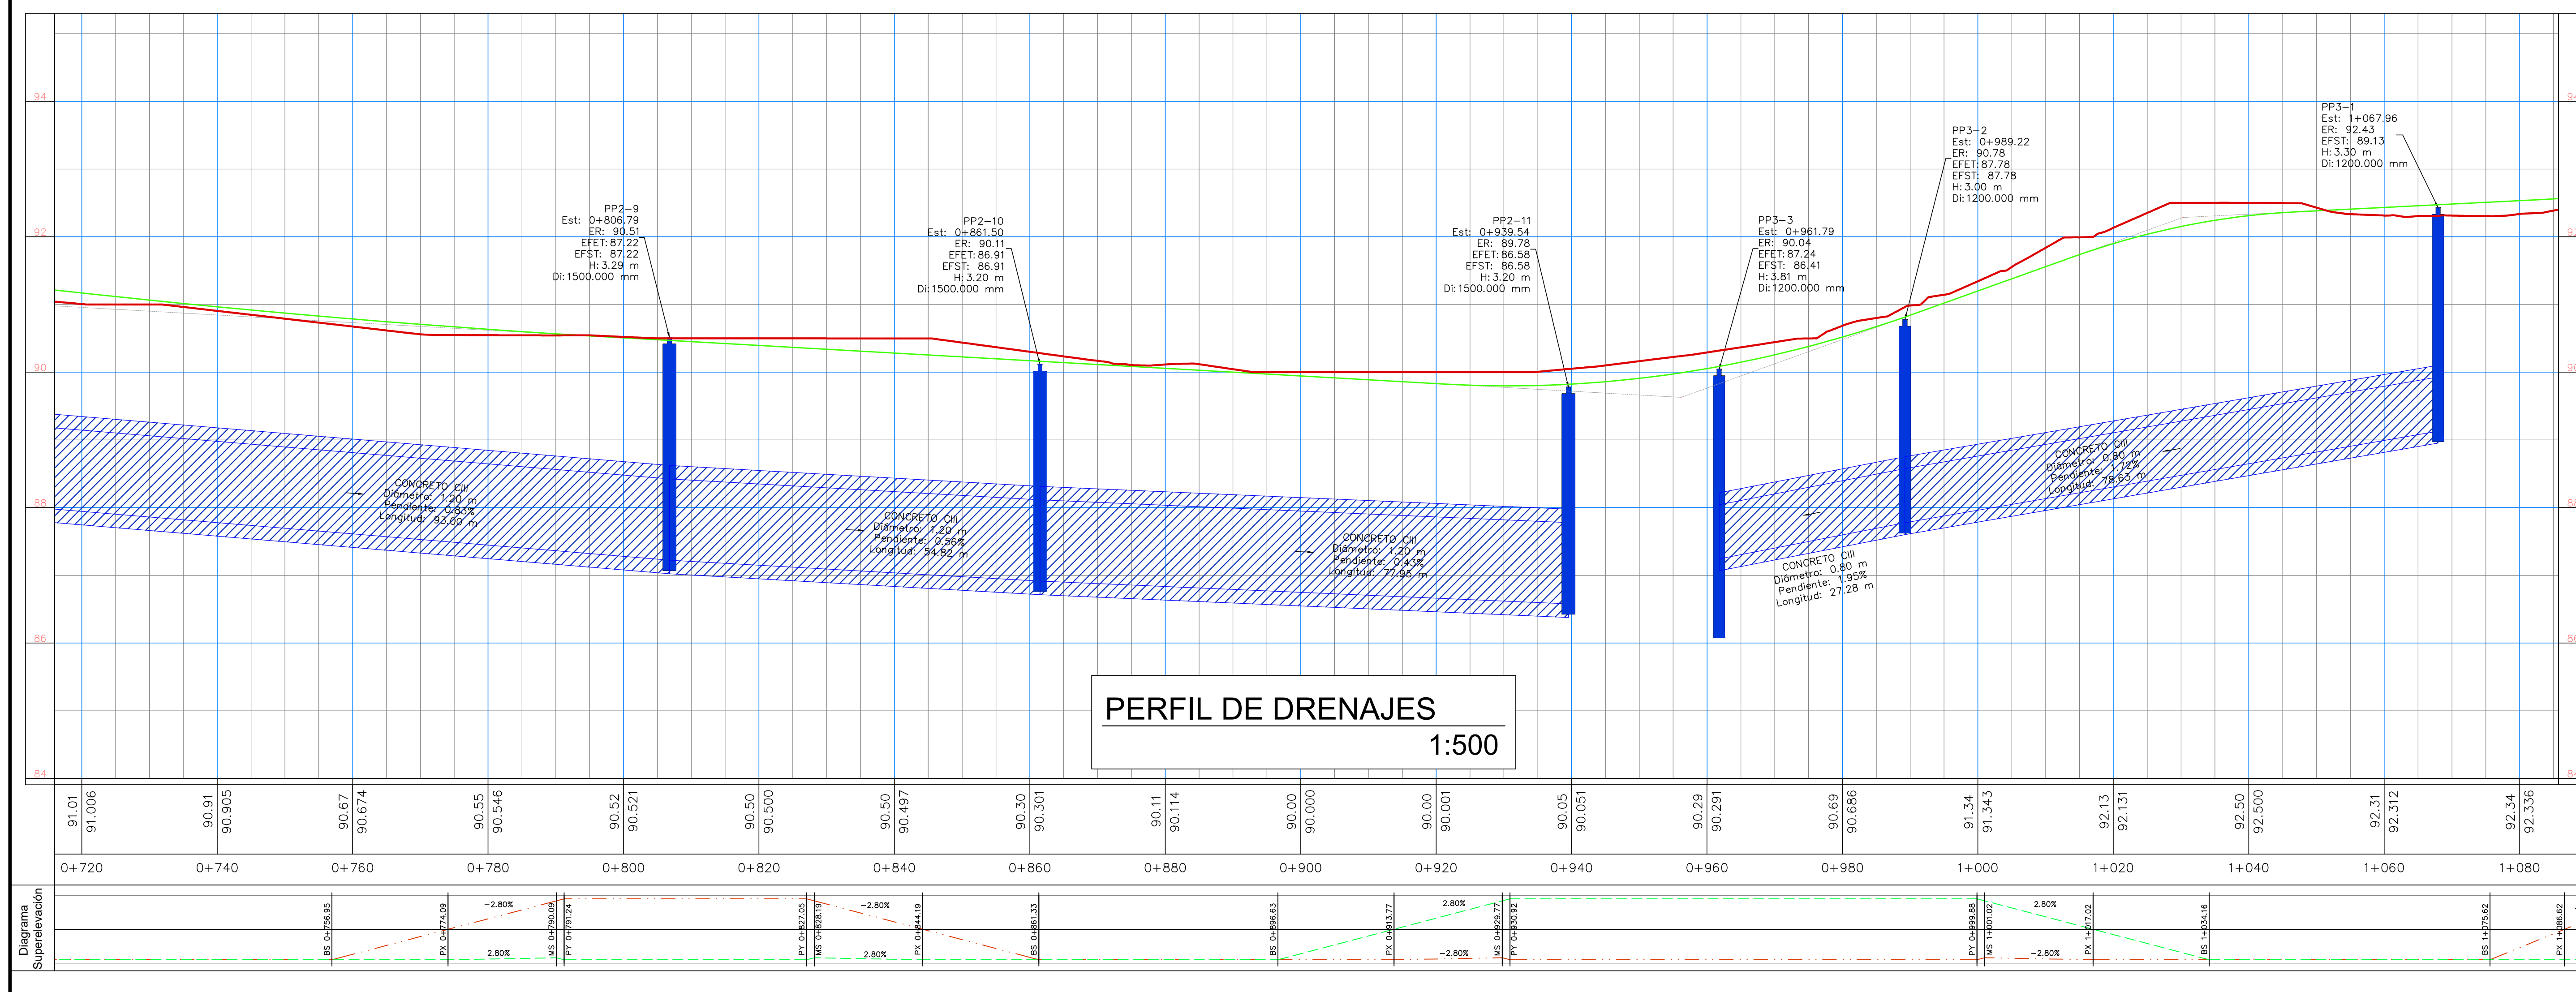 94
92
90
88
86
84
94
92
90
88
86
84
PP2-9
Est: 0+806.79
ER: 90.51
EFET: 87.22
EFST: 87.22
H: 3.29 m
Di: 1500.000 mm
PP2-10
Est: 0+861.50
ER: 90.11
EFET: 86.91
EFST: 86.91
H: 3.20 m
Di: 1500.000 mm
PP2-11
Est: 0+939.54
ER: 89.78
EFET: 86.58
EFST: 86.58
H: 3.20 m
Di: 1500.000 mm
PP3-3
Est: 0+961.79
ER: 90.04
EFET: 87.24
EFST: 86.41
H: 3.81 m
Di: 1200.000 mm
PP3-2
Est: 0+989.22
ER: 90.78
EFET: 87.78
EFST: 87.78
H: 3.00 m
Di: 1200.000 mm
PP3-1
Est: 1+067.96
ER: 92.43
EFST: 89.13
H: 3.30 m
Di: 1200.000 mm
CONCRETO CIII
Diámetro: 1.20 m
Pendiente: 0.83%
Longitud: 93.00 m
CONCRETO CIII
Diámetro: 1.20 m
Pendiente: 0.56%
Longitud: 54.82 m
CONCRETO CIII
Diámetro: 1.20 m
Pendiente: 0.43%
Longitud: 77.95 m
CONCRETO CIII
Diámetro: 0.80 m
Pendiente: 1.95%
Longitud: 27.28 m
CONCRETO CIII
Diámetro: 0.80 m
Pendiente: 1.72%
Longitud: 78.63 m
PERFIL DE DRENAJES
1:500
91.01
91.006
90.91
90.905
90.67
90.674
90.55
90.546
90.52
90.521
90.50
90.500
90.50
90.497
90.30
90.301
90.11
90.114
90.00
90.000
90.00
90.001
90.05
90.051
90.29
90.291
90.69
90.686
91.34
91.343
92.13
92.131
92.50
92.500
92.31
92.312
92.34
92.336
0+720
0+740
0+760
0+780
0+800
0+820
0+840
0+860
0+880
0+900
0+920
0+940
0+960
0+980
1+000
1+020
1+040
1+060
1+080
Diagrama
Superelevación
BS 0+756.95
PX 0+774.09
-2.80%
2.80%
MS 0+790.09
PY 0+791.24
PY 0+827.05
MS 0+828.19
-2.80%
2.80%
PX 0+844.19
BS 0+861.33
BS 0+896.63
PX 0+913.77
2.80%
-2.80%
MS 0+929.77
PY 0+930.92
PY 0+999.88
MS 1+001.02
2.80%
-2.80%
PX 1+017.02
BS 1+034.16
BS 1+075.62
PX 1+086.62